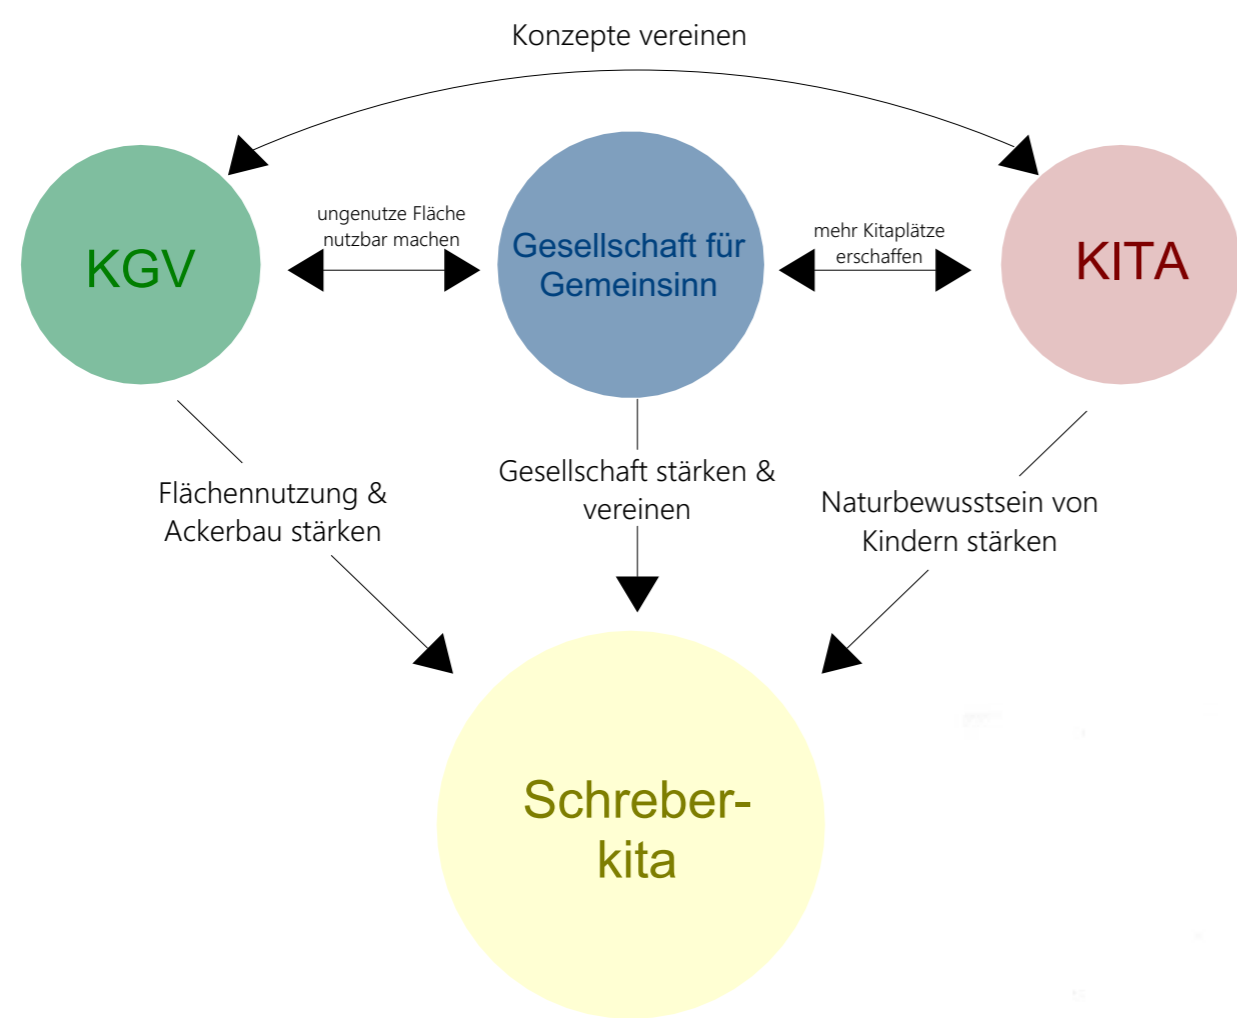 Konzepte vereinen
KGV
ungenutze Fläche
nutzbar machen
Gesellschaft für
Gemeinsinn
mehr Kitaplätze
erschaffen
KITA
Flächennutzung &
Ackerbau stärken
Gesellschaft stärken &
vereinen
Naturbewusstsein von
Kindern stärken
Schreber-
kita